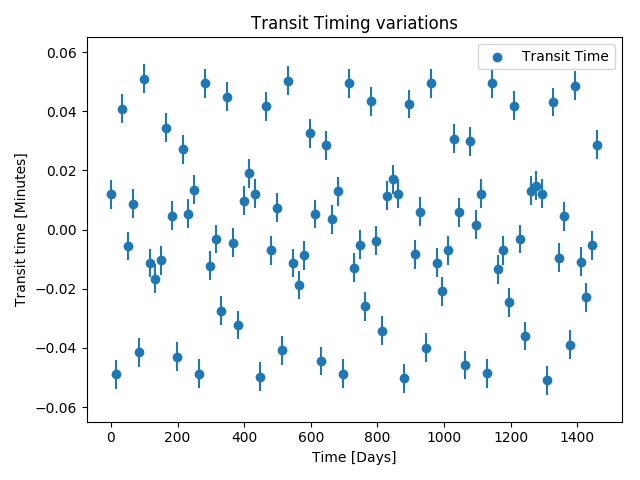 Transit Timing variations
Transit Time
Transit time [Minutes]
0.06
0.04
0.02
0.00
−0.02
−0.04
−0.06
0 200 400 600 800 1000 1200 1400
Time [Days]